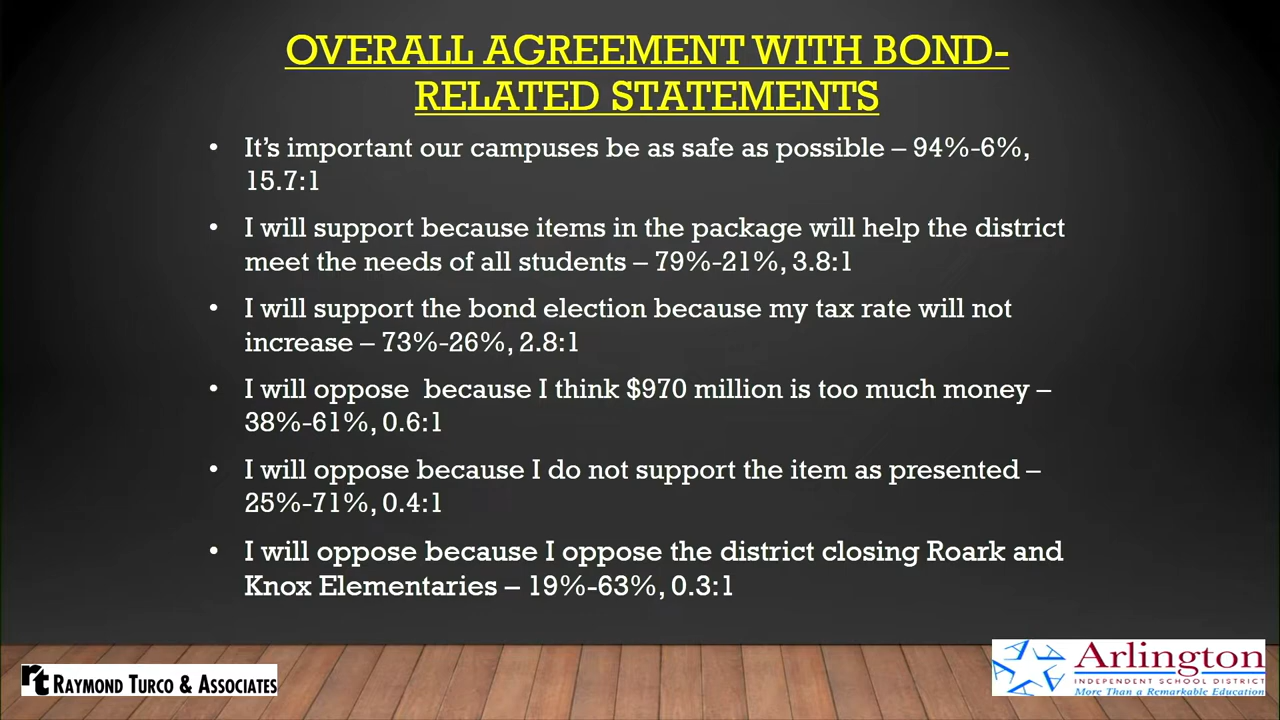 OVERALL AGREEMENT WITH BOND-
RELATED STATEMENTS
• It's important our campuses be as safe as possible – 94%-6%,
15.7:1
• I will support because items in the package will help the district
meet the needs of all students – 79%-21%, 3.8:1
• I will support the bond election because my tax rate will not
increase – 73%-26%, 2.8:1
• I will oppose  because I think $970 million is too much money –
38%-61%, 0.6:1
• I will oppose because I do not support the item as presented –
25%-71%, 0.4:1
• I will oppose because I oppose the district closing Roark and
Knox Elementaries – 19%-63%, 0.3:1
rt RAYMOND TURCO & ASSOCIATES
Arlington
INDEPENDENT SCHOOL DISTRICT
More Than a Remarkable Education